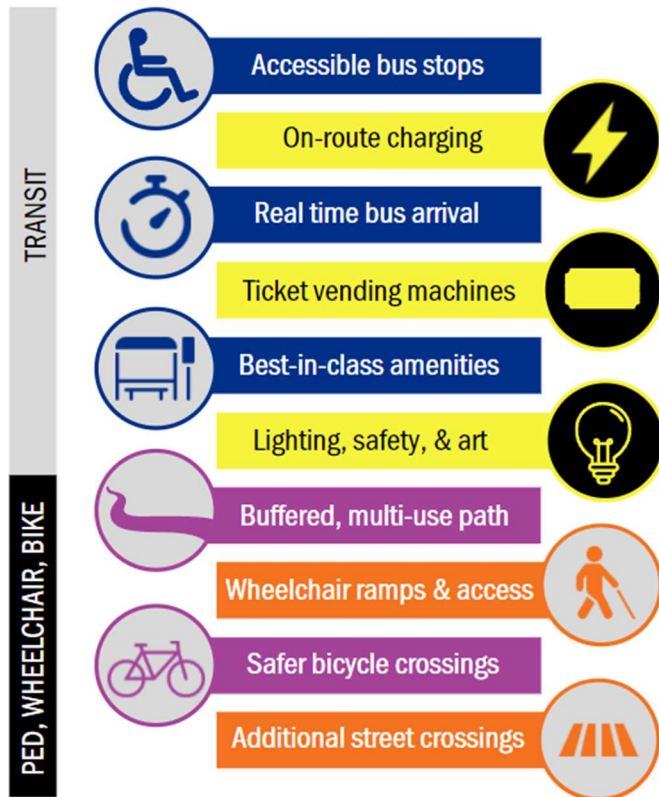 TRANSIT
Accessible bus stops
On-route charging
Real time bus arrival
Ticket vending machines
Best-in-class amenities
Lighting, safety, & art
PED, WHEELCHAIR, BIKE
Buffered, multi-use path
Wheelchair ramps & access
Safer bicycle crossings
Additional street crossings